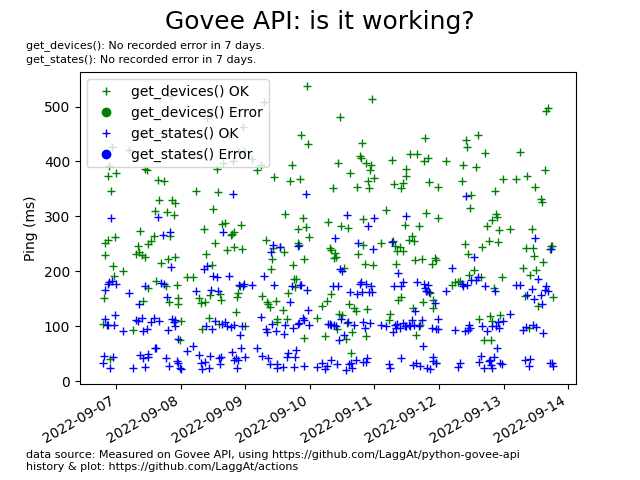 Govee API: is it working?
get_devices(): No recorded error in 7 days.
get_states(): No recorded error in 7 days.
get_devices() OK
get_devices() Error
get_states() OK
get_states() Error
Ping (ms)
500
400
300
200
100
0
2022-09-07
2022-09-08
2022-09-09
2022-09-10
2022-09-11
2022-09-12
2022-09-13
2022-09-14
data source: Measured on Govee API, using https://github.com/LaggAt/python-govee-api
history & plot: https://github.com/LaggAt/actions